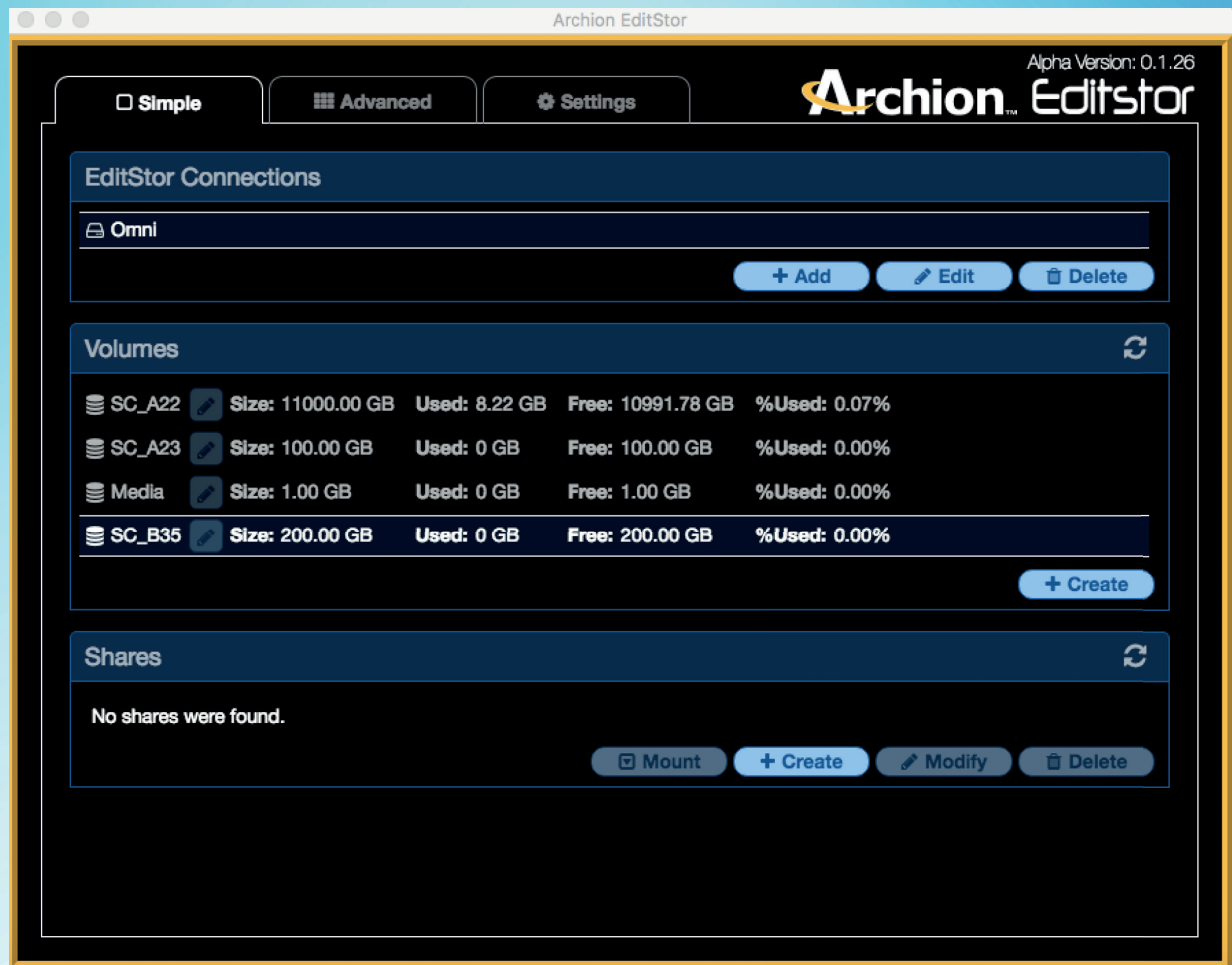 Archion EditStor
Alpha Version: 0.1.26
Simple Advanced Settings
Archion™ Editstor
EditStor Connections
Omni
+ Add Edit Delete
Volumes
SC_A22 Size: 11000.00 GB Used: 8.22 GB Free: 10991.78 GB %Used: 0.07%
SC_A23 Size: 100.00 GB Used: 0 GB Free: 100.00 GB %Used: 0.00%
Media Size: 1.00 GB Used: 0 GB Free: 1.00 GB %Used: 0.00%
SC_B35 Size: 200.00 GB Used: 0 GB Free: 200.00 GB %Used: 0.00%
+ Create
Shares
No shares were found.
Mount + Create Modify Delete